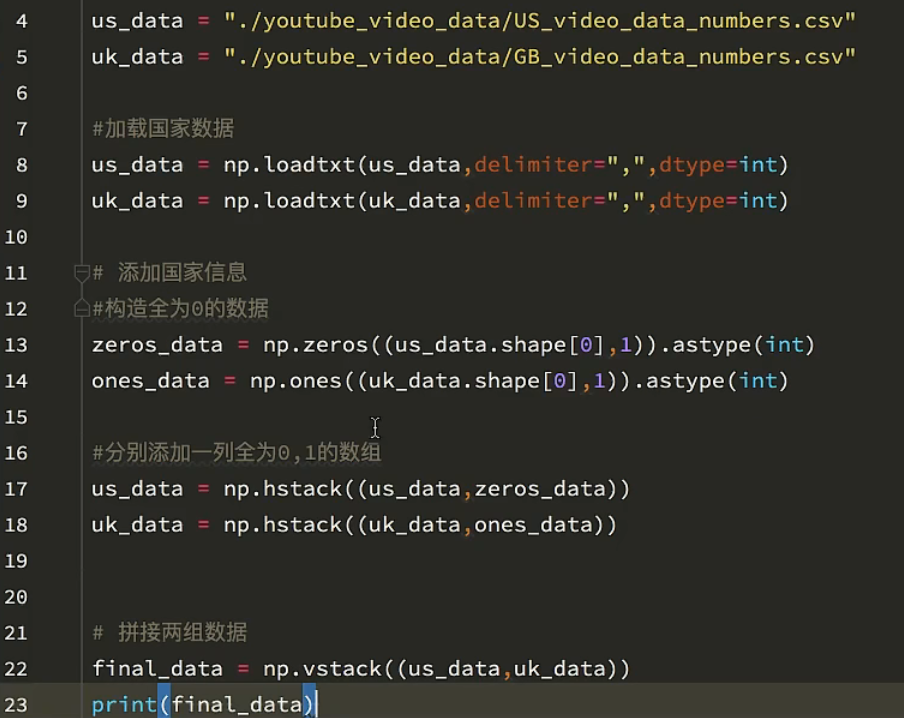 4 us_data = "./youtube_video_data/US_video_data_numbers.csv"
5 uk_data = "./youtube_video_data/GB_video_data_numbers.csv"
6
7 #加载国家数据
8 us_data = np.loadtxt(us_data,delimiter=",",dtype=int)
9 uk_data = np.loadtxt(uk_data,delimiter=",",dtype=int)
10
11 # 添加国家信息
12 #构造全为0的数据
13 zeros_data = np.zeros((us_data.shape[0],1)).astype(int)
14 ones_data = np.ones((uk_data.shape[0],1)).astype(int)
15
16 #分别添加一列全为0,1的数组
17 us_data = np.hstack((us_data,zeros_data))
18 uk_data = np.hstack((uk_data,ones_data))
19
20
21 # 拼接两组数据
22 final_data = np.vstack((us_data,uk_data))
23 print(final_data)